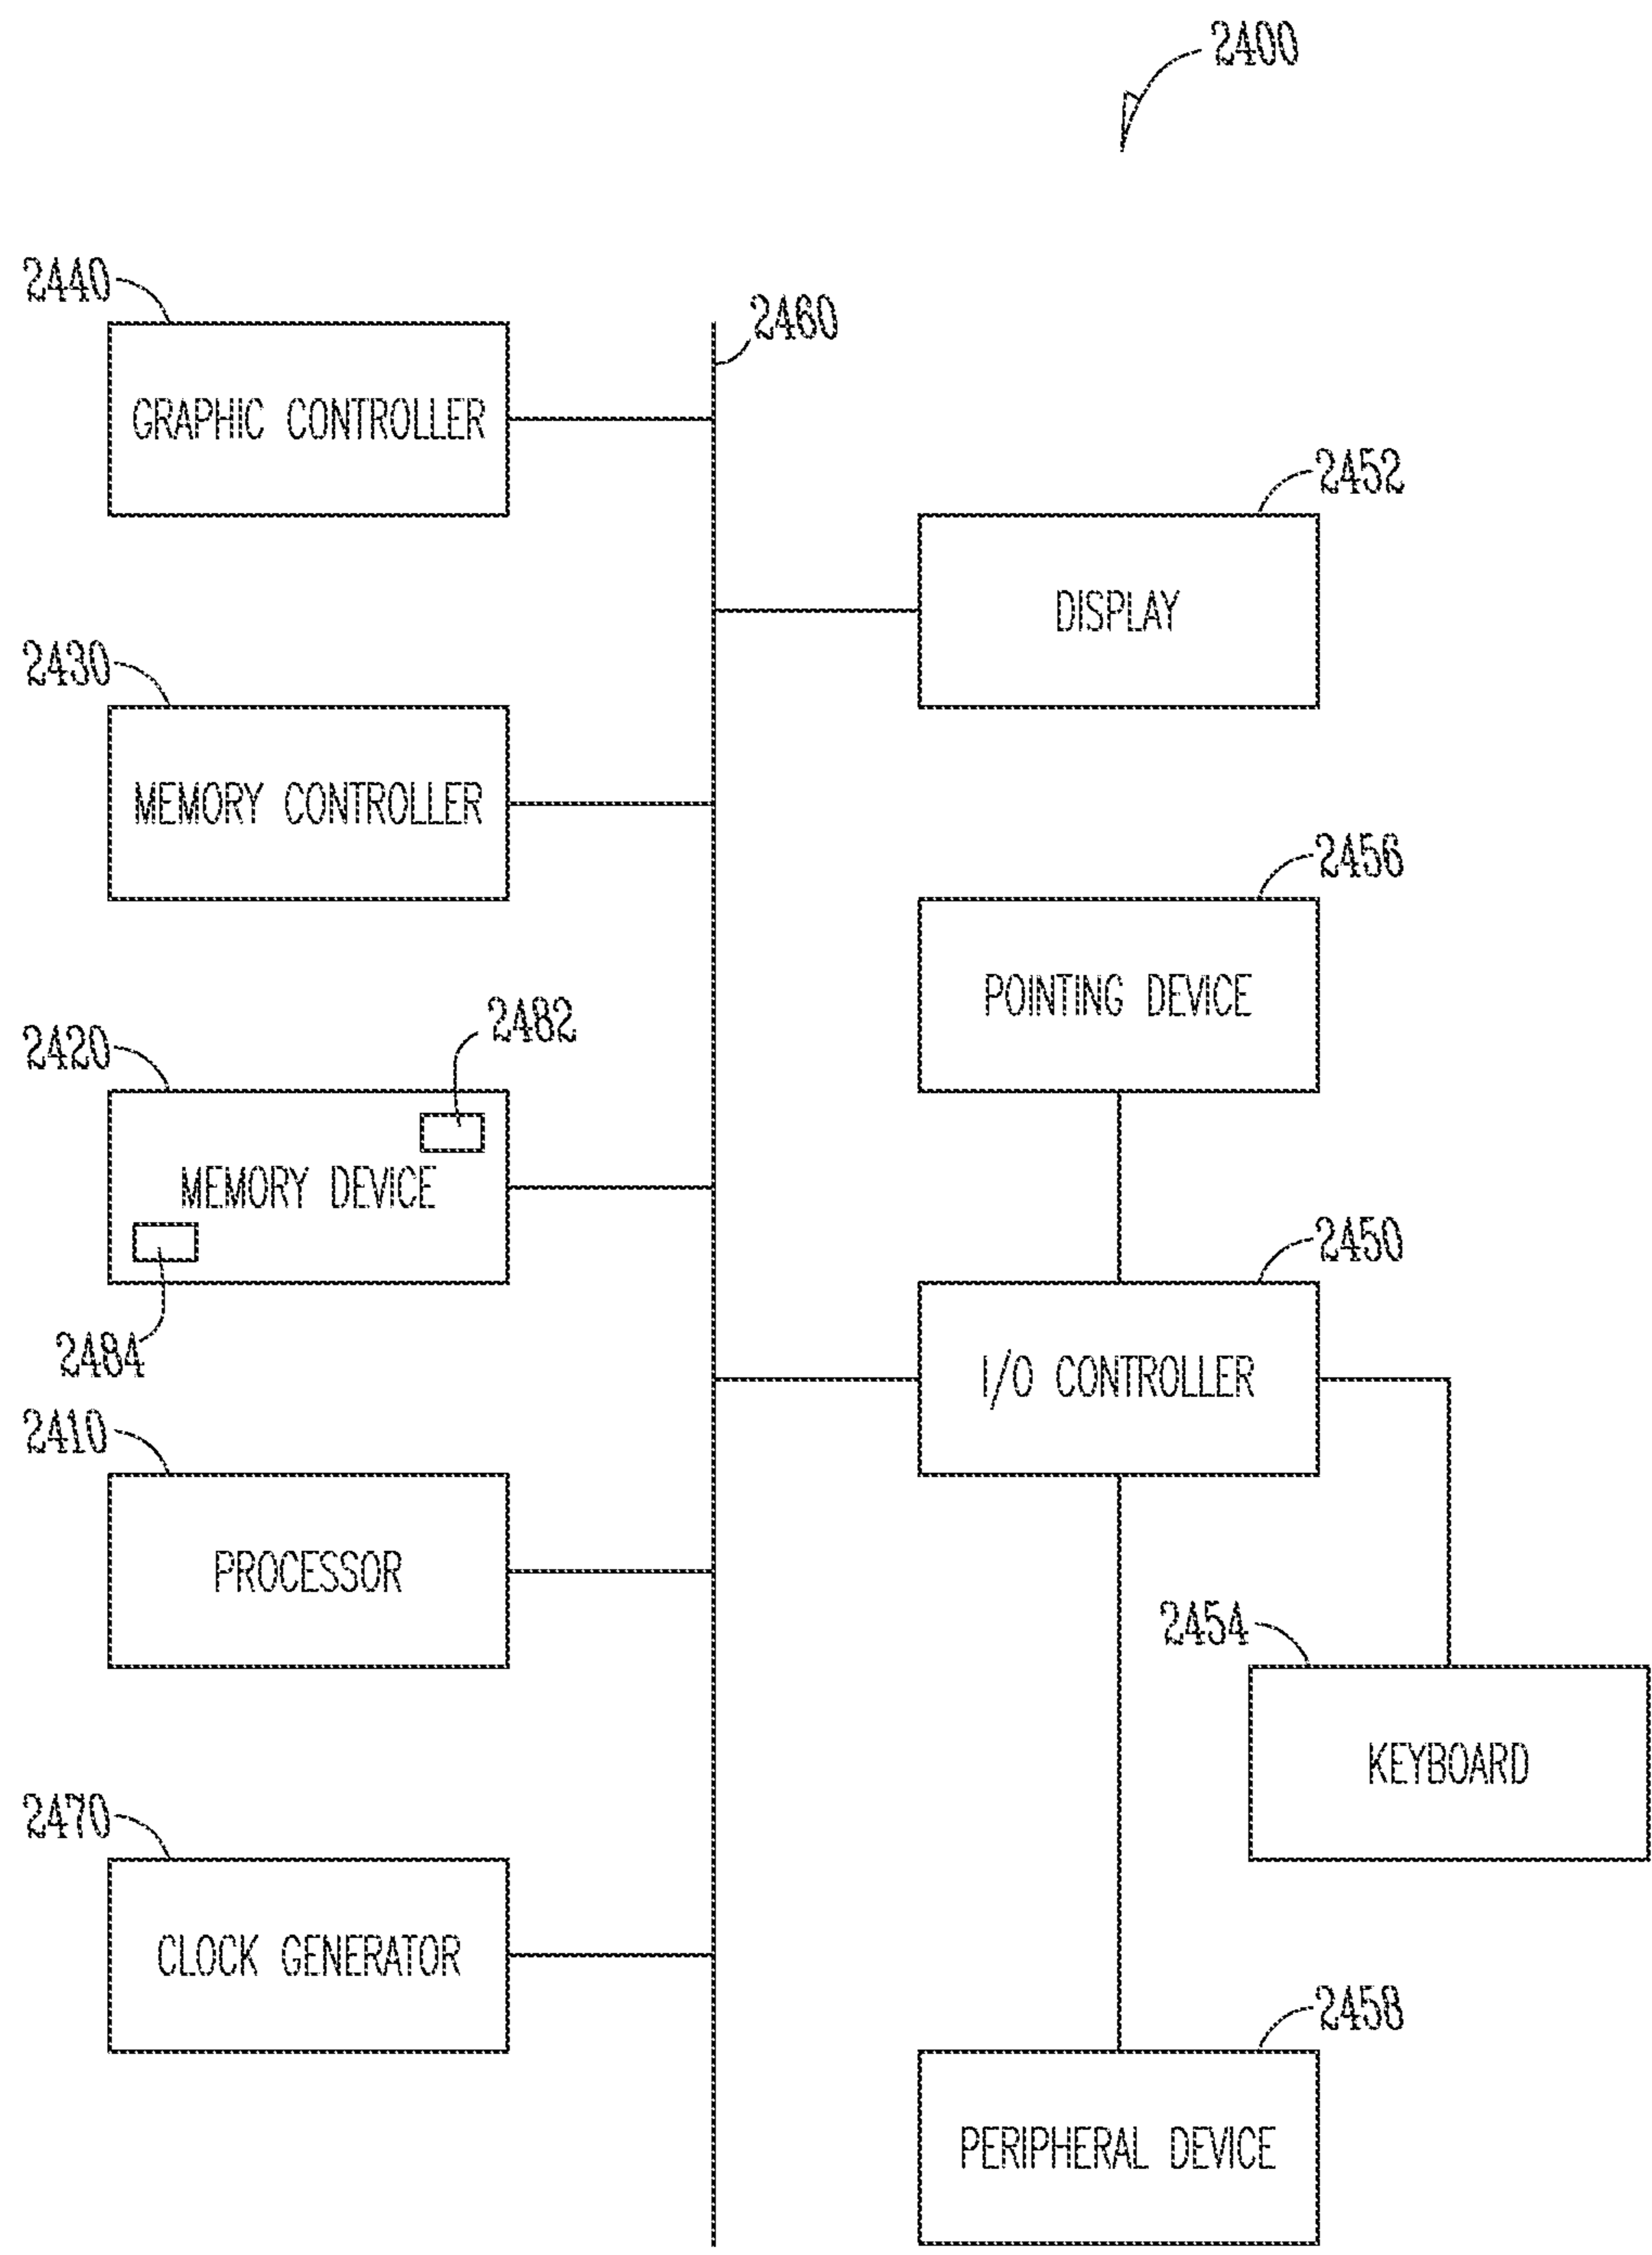 2400
2440
2460
GRAPHIC CONTROLLER
2452
DISPLAY
2430
MEMORY CONTROLLER
2456
POINTING DEVICE
2482
2420
MEMORY DEVICE
2484
2450
I/O CONTROLLER
2410
PROCESSOR
2454
KEYBOARD
2470
CLOCK GENERATOR
2458
PERIPHERAL DEVICE